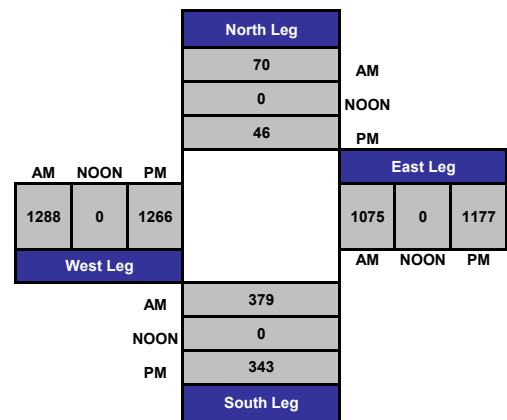 North Leg
70 AM
0 NOON
46 PM
AM NOON PM
East Leg
1288 0 1266
1075 0 1177
West Leg
AM NOON PM
AM 379
NOON 0
PM 343
South Leg